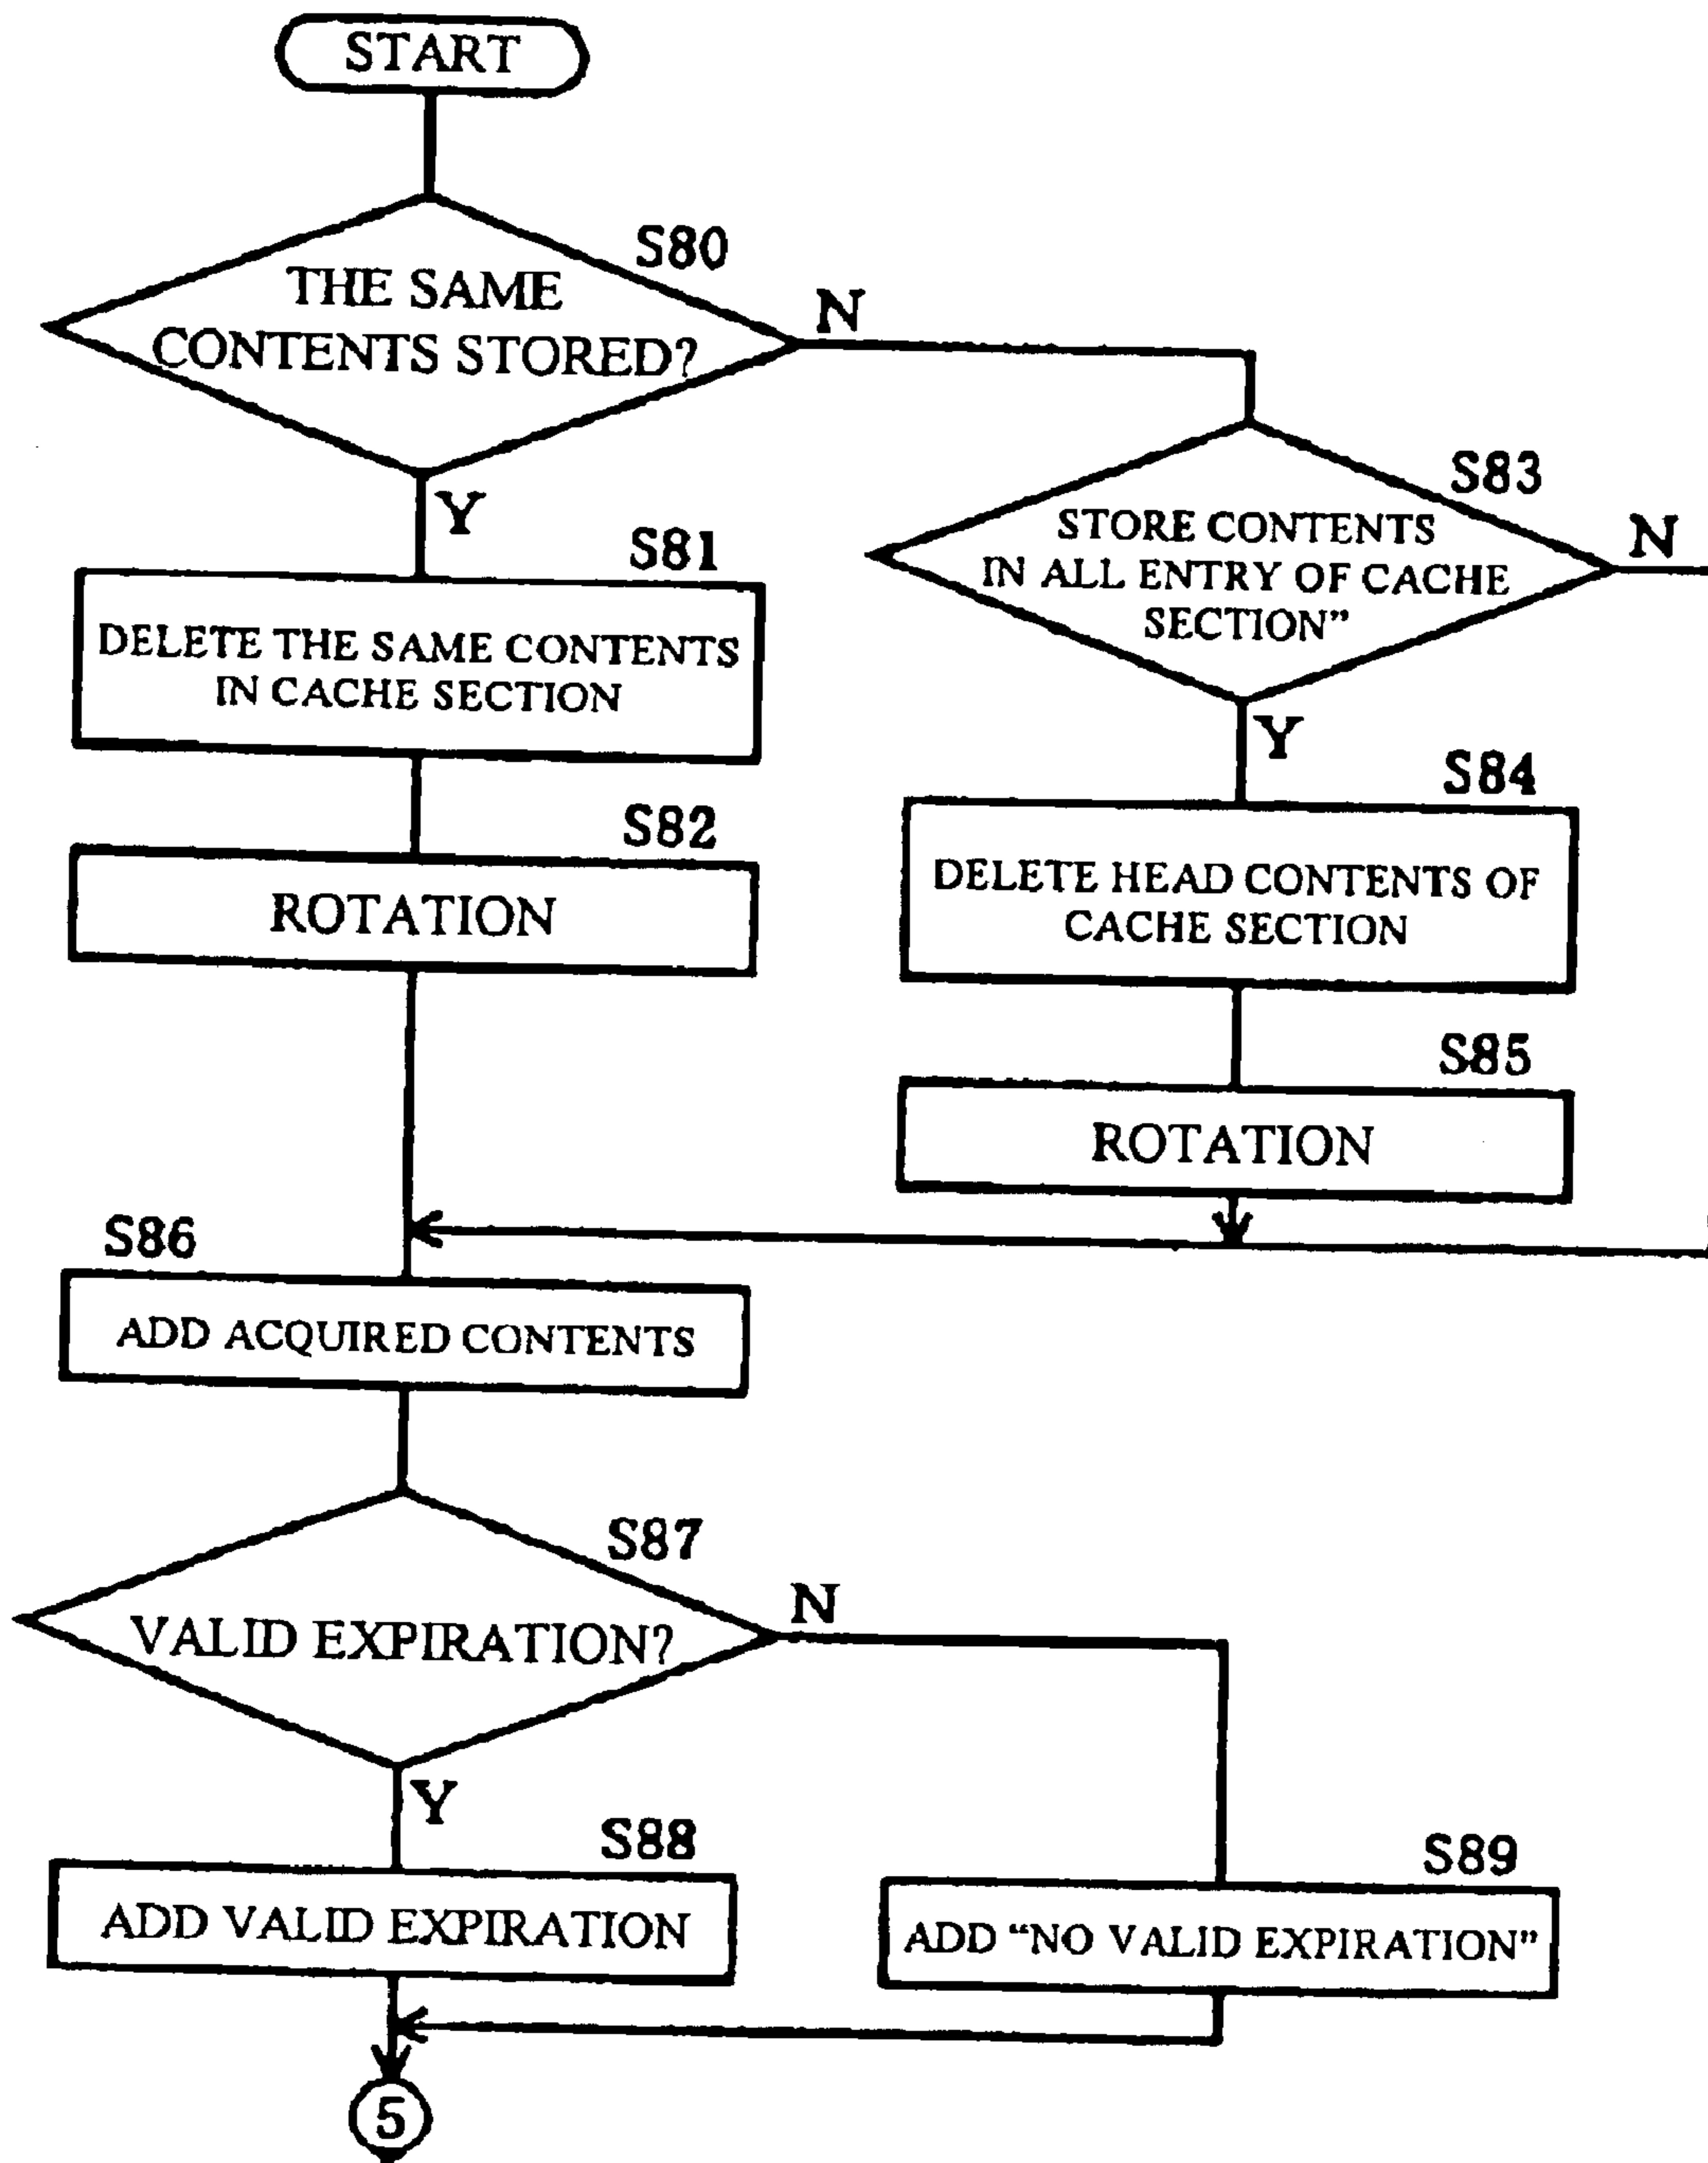 START
S80
THE SAME
CONTENTS STORED?
N
Y
S83
STORE CONTENTS
IN ALL ENTRY OF CACHE
SECTION”
N
Y
S81
DELETE THE SAME CONTENTS
IN CACHE SECTION
S82
ROTATION
S84
DELETE HEAD CONTENTS OF
CACHE SECTION
S85
ROTATION
S86
ADD ACQUIRED CONTENTS
S87
VALID EXPIRATION?
N
Y
S88
ADD VALID EXPIRATION
S89
ADD “NO VALID EXPIRATION”
5